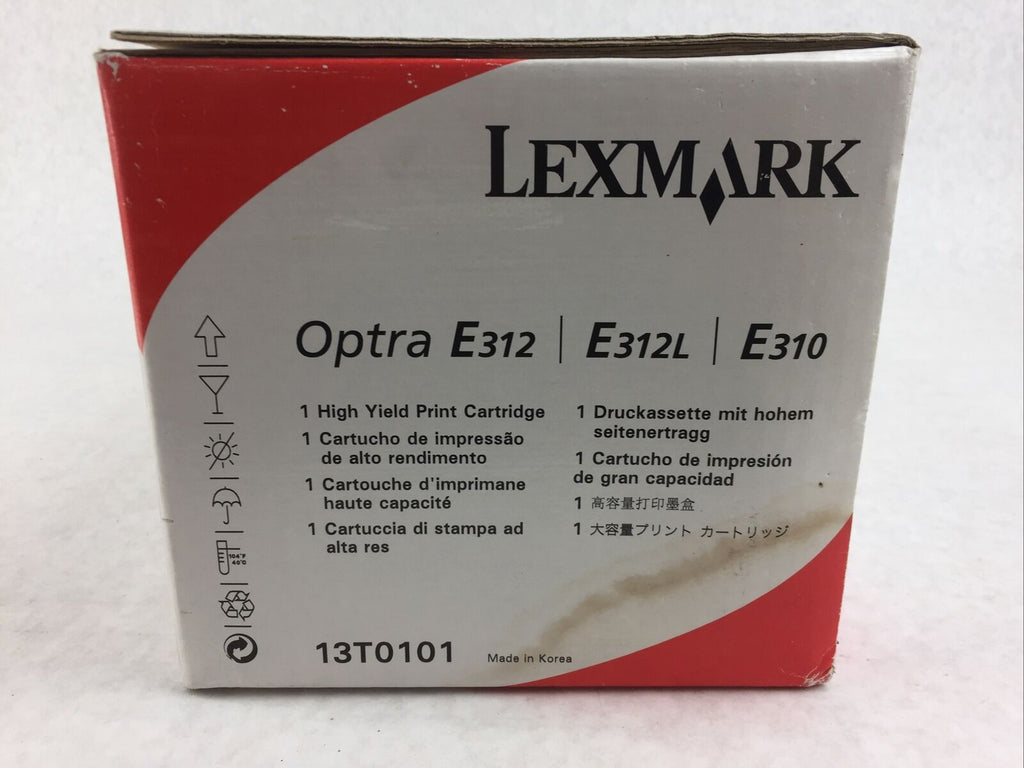 LEXMARK
Optra E312 | E312L | E310
1 High Yield Print Cartridge
1 Cartucho de impressão
de alto rendimento
1 Cartouche d'imprimane
haute capacité
1 Cartuccia di stampa ad
alta res
1 Druckassette mit hohem
seitenertragg
1 Cartucho de impresión
de gran capacidad
1 高容量打印墨盒
1 大容量プリント カートリッジ
104°F
40°C
13T0101
Made in Korea